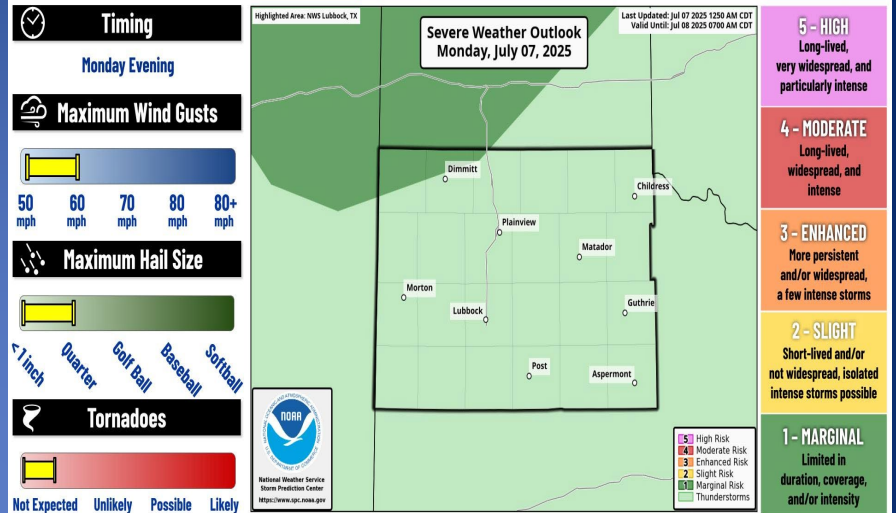 Timing
Monday Evening
Maximum Wind Gusts
50 60 70 80 80+
mph mph mph mph mph
Maximum Hail Size
< 1 inch Quarter Golf Ball Baseball Softball
Tornadoes
Not Expected Unlikely Possible Likely
Highlighted Area: NWS Lubbock, TX
Severe Weather Outlook
Monday, July 07, 2025
Last Updated: Jul 07 2025 1250 AM CDT
Valid Until: Jul 08 2025 0700 AM CDT
Dimmitt
Childress
Plainview
Matador
Morton
Lubbock
Guthrie
Post
Aspermont
NOAA
National Weather Service
Storm Prediction Center
https://www.spc.noaa.gov
5 High Risk
4 Moderate Risk
3 Enhanced Risk
2 Slight Risk
1 Marginal Risk
Thunderstorms
5 - HIGH
Long-lived,
very widespread, and
particularly intense
4 - MODERATE
Long-lived,
widespread, and
intense
3 - ENHANCED
More persistent
and/or widespread,
a few intense storms
2 - SLIGHT
Short-lived and/or
not widespread, isolated
intense storms possible
1 - MARGINAL
Limited in
duration, coverage,
and/or intensity